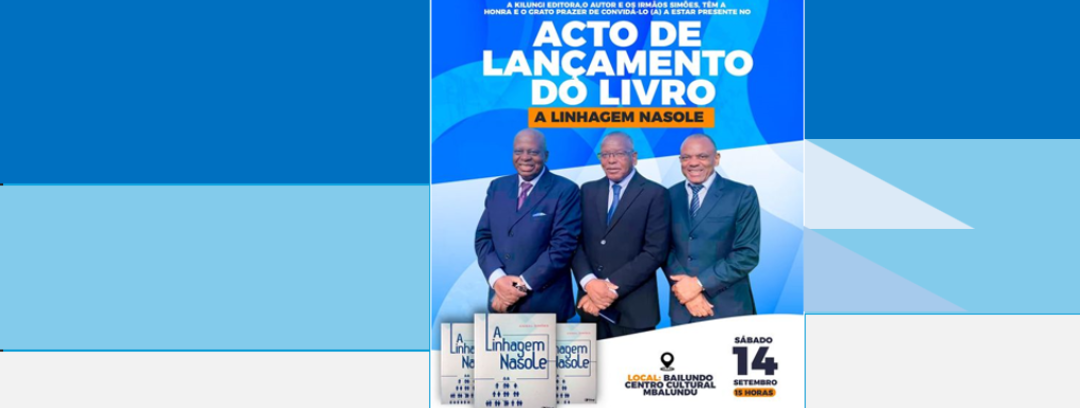 A KILUNGI EDITORA,O AUTOR E OS IRMÃOS SIMÕES, TÊM A
HONRA E O GRATO PRAZER DE CONVIDÁ-LO (A) A ESTAR PRESENTE NO
ACTO DE
LANÇAMENTO
DO LIVRO
A LINHAGEM NASOLE
A
Linhagem
Nasole
SÁBADO
14
SETEMBRO
15 HORAS
LOCAL: BAILUNDO
CENTRO CULTURAL
MBALUNDU